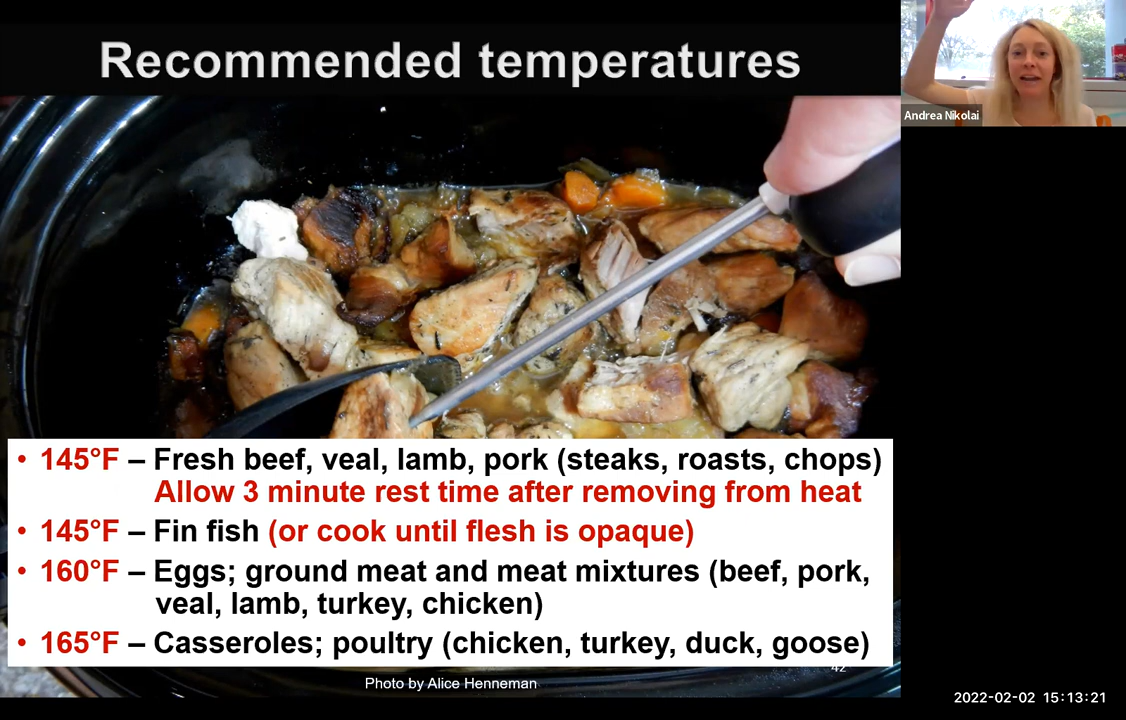 Recommended temperatures
Andrea Nikolai
• 145°F – Fresh beef, veal, lamb, pork (steaks, roasts, chops)
Allow 3 minute rest time after removing from heat
• 145°F – Fin fish (or cook until flesh is opaque)
• 160°F – Eggs; ground meat and meat mixtures (beef, pork,
veal, lamb, turkey, chicken)
• 165°F – Casseroles; poultry (chicken, turkey, duck, goose)
42
Photo by Alice Henneman
2022-02-02 15:13:21